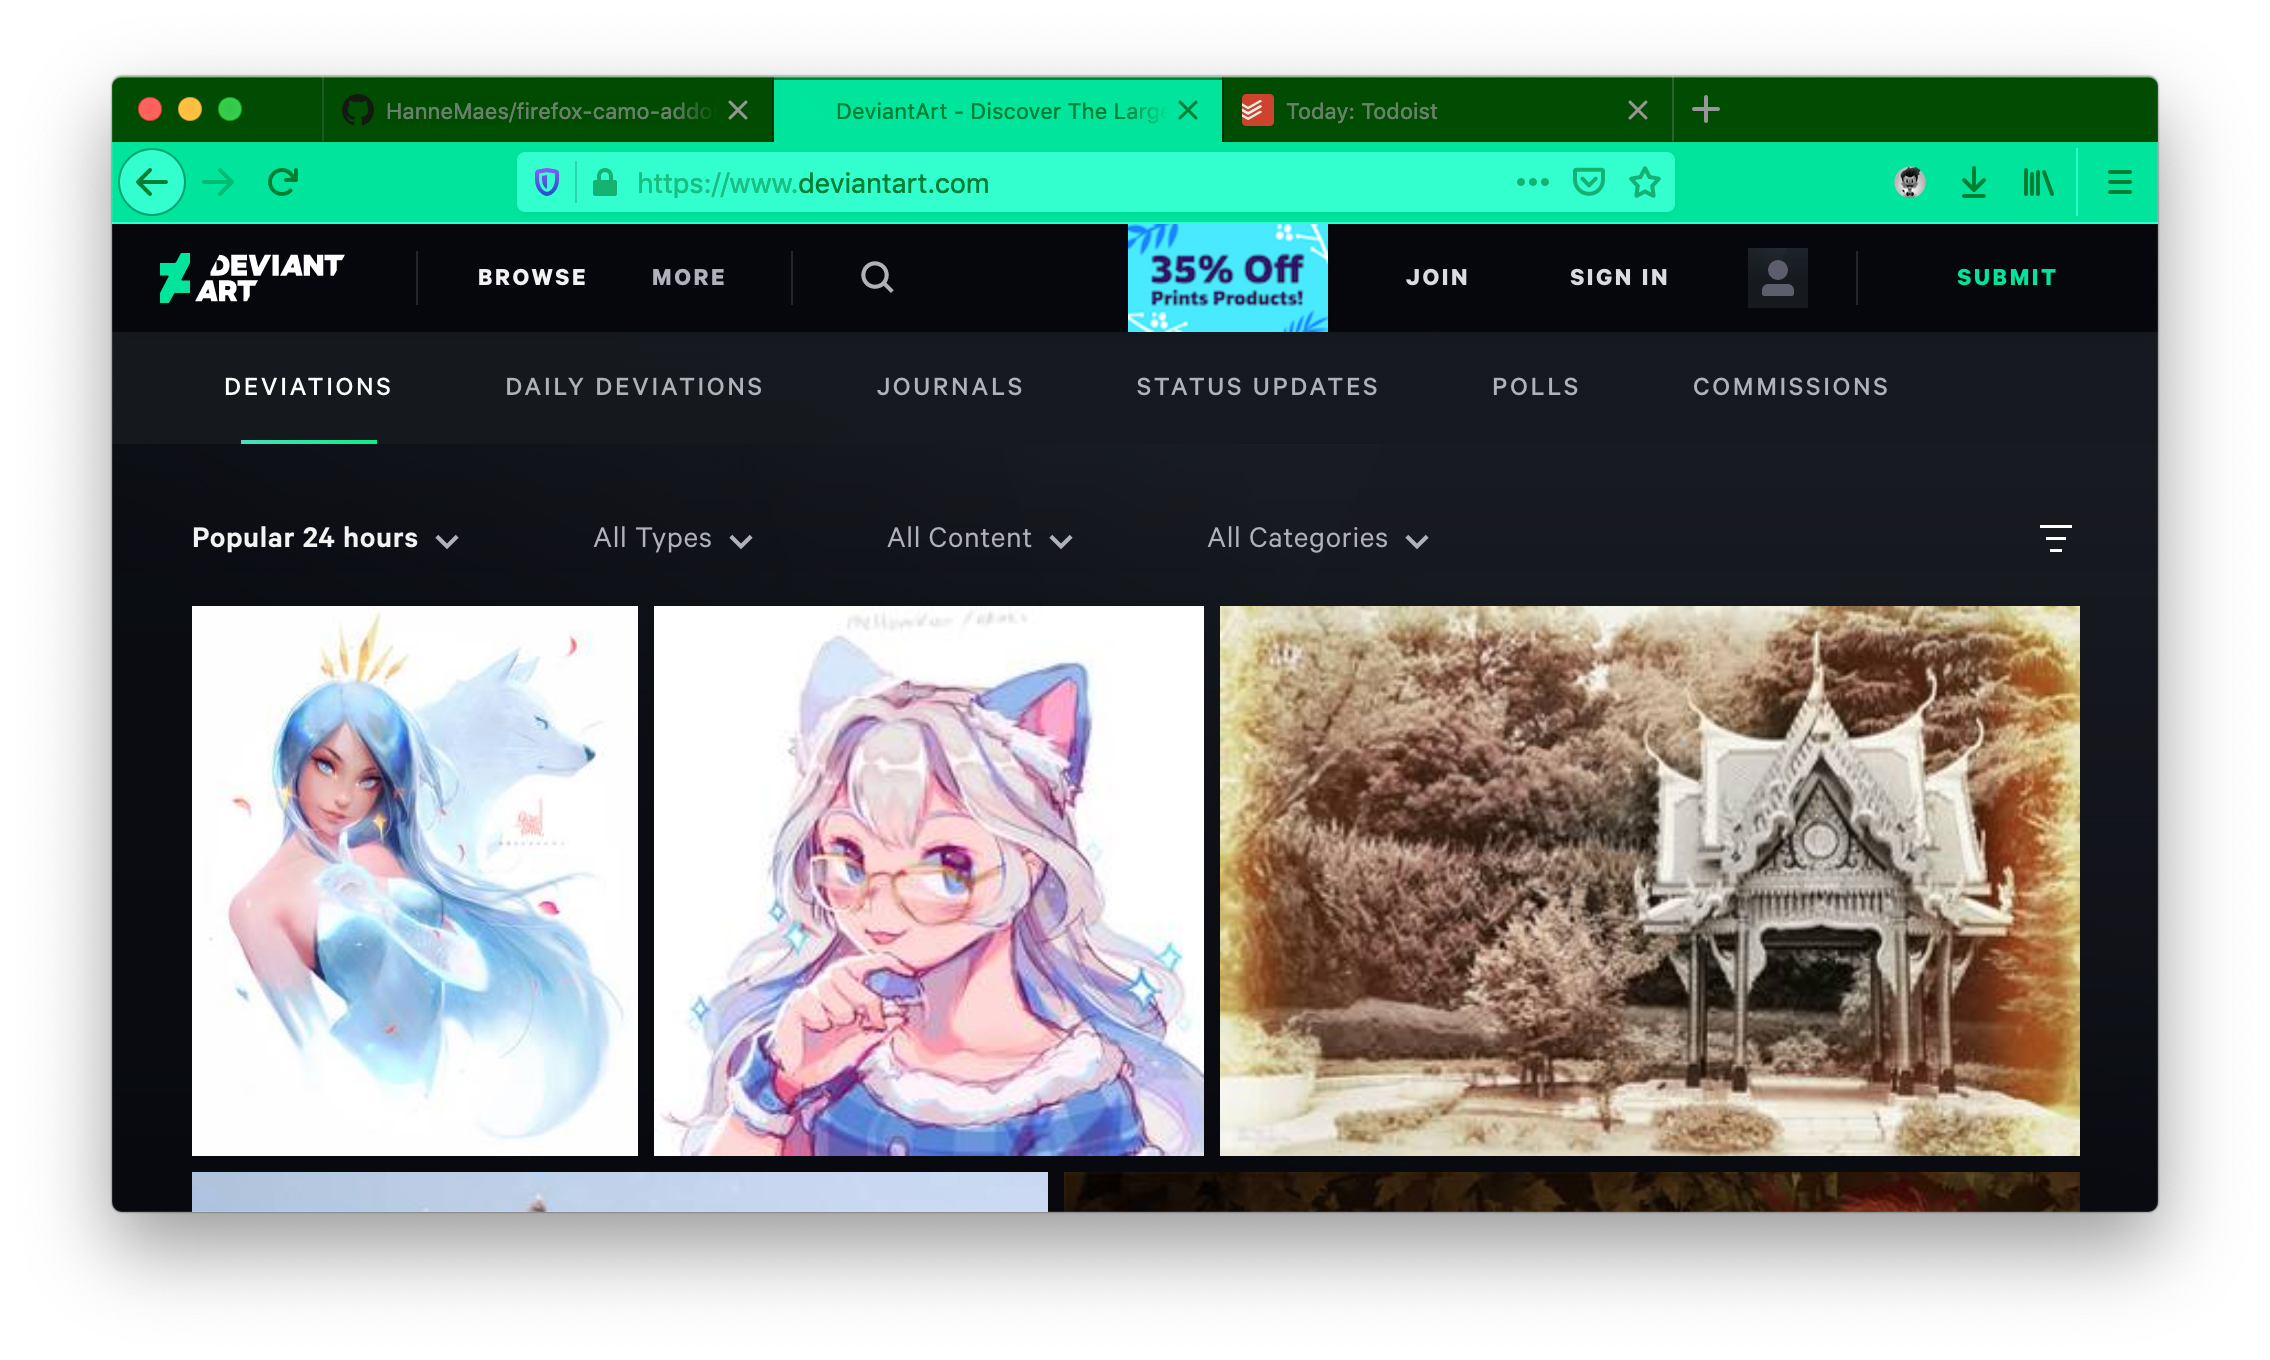 HanneMaes/firefox-camo-addo
DeviantArt - Discover The Large
Today: Todoist
https://www.deviantart.com
DEVIANT
ART
BROWSE
MORE
35% Off
Prints Products!
JOIN
SIGN IN
SUBMIT
DEVIATIONS
DAILY DEVIATIONS
JOURNALS
STATUS UPDATES
POLLS
COMMISSIONS
Popular 24 hours
All Types
All Content
All Categories